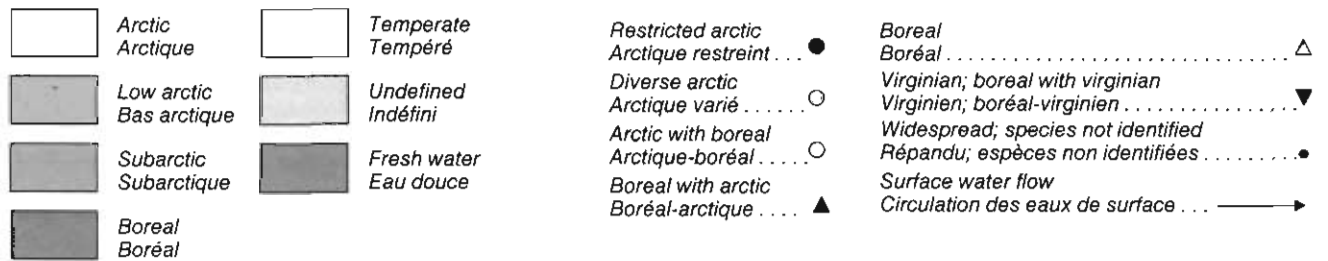 Arctic
Arctique
Low arctic
Bas arctique
Subarctic
Subarctique
Boreal
Boréal
Temperate
Tempéré
Undefined
Indéfini
Fresh water
Eau douce
Restricted arctic
Arctique restreint . . .
Diverse arctic
Arctique varié . . . . .
Arctic with boreal
Arctique-boréal . . . . .
Boreal with arctic
Boréal-arctique . . . .
Boreal
Boréal . . . . . . . . . . . . . . . . . . . . . . . . . . . . . .
Virginian; boreal with virginian
Virginien; boréal-virginien . . . . . . . . . . . . . .
Widespread; species not identified
Répandu; espèces non identifiées . . . . . . . .
Surface water flow
Circulation des eaux de surface . . .